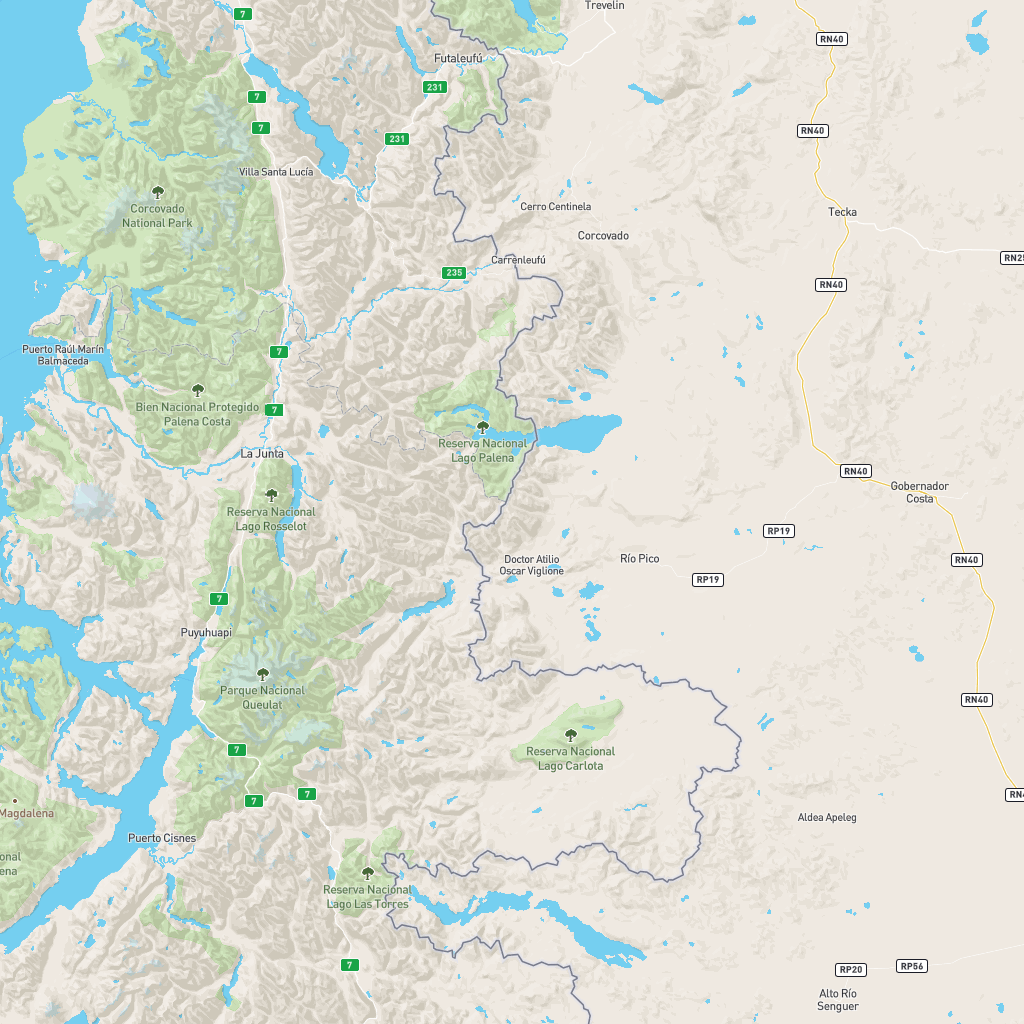 Trevelin
7
RN40
Futaleufú
231
7
7
RN40
231
Villa Santa Lucía
Corcovado
National Park
Cerro Centinela
Tecka
Corcovado
Carrenleufú
RN25
235
RN40
Puerto Raúl Marín
Balmaceda
7
Bien Nacional Protegido
Palena Costa
7
Reserva Nacional
Lago Palena
La Junta
RN40
Gobernador
Costa
Reserva Nacional
Lago Rosselot
RP19
Doctor Atilio
Oscar Viglione
Río Pico
RN40
RP19
7
Puyuhuapi
Parque Nacional
Queulat
RN40
7
Reserva Nacional
Lago Carlota
7
7
RN4
Magdalena
Aldea Apeleg
Puerto Cisnes
onal
ena
Reserva Nacional
Lago Las Torres
7
RP20
RP56
Alto Río
Senguer